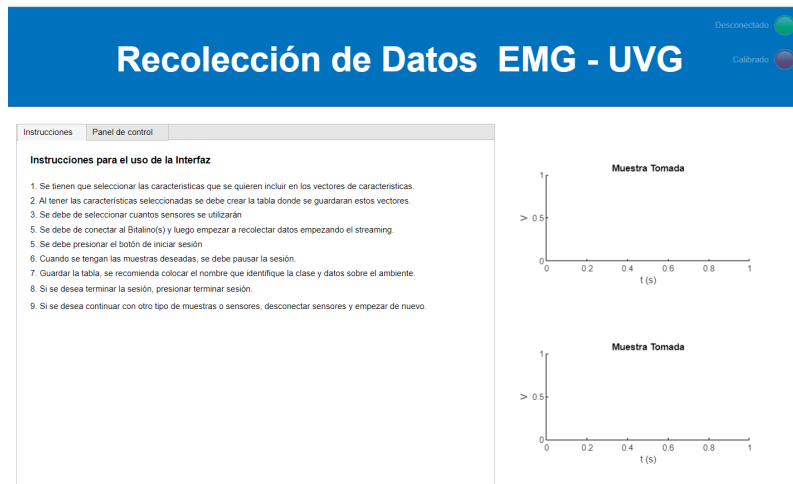 Desconectado
Recolección de Datos  EMG - UVG
Calibrado
Instrucciones
Panel de control
Instrucciones para el uso de la Interfaz
1. Se tienen que seleccionar las caracteristicas que se quieren incluir en los vectores de caracteristicas.
2. Al tener las características seleccionadas se debe crear la tabla donde se guardaran estos vectores.
3. Se debe de seleccionar cuantos sensores se utilizarán
5. Se debe de conectar al Bitalino(s) y luego empezar a recolectar datos empezando el streaming.
5. Se debe presionar el botón de iniciar sesión
6. Cuando se tengan las muestras deseadas, se debe pausar la sesión.
7. Guardar la tabla, se recomienda colocar el nombre que identifique la clase y datos sobre el ambiente.
8. Si se desea terminar la sesión, presionar terminar sesión.
9. Si se desea continuar con otro tipo de muestras o sensores, desconectar sensores y empezar de nuevo.
Muestra Tomada
1
V
0.5
0
0 0.2 0.4 0.6 0.8 1
t (s)
Muestra Tomada
1
V
0.5
0
0 0.2 0.4 0.6 0.8 1
t (s)